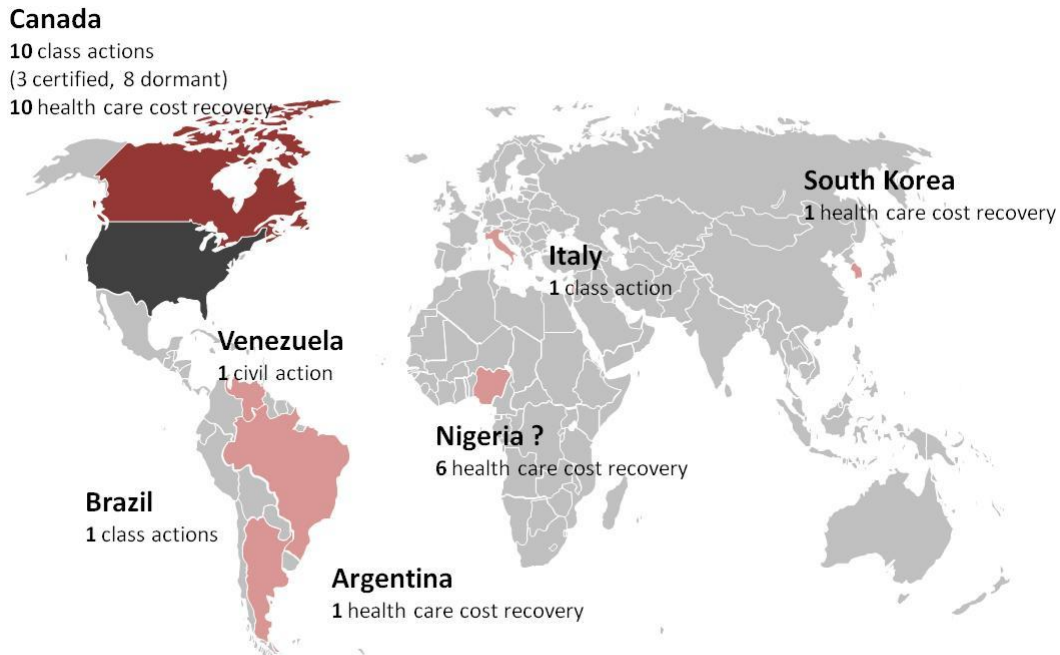 Canada
10 class actions
(3 certified, 8 dormant)
10 health care cost recovery
South Korea
1 health care cost recovery
Italy
1 class action
Venezuela
1 civil action
Nigeria ?
6 health care cost recovery
Brazil
1 class actions
Argentina
1 health care cost recovery